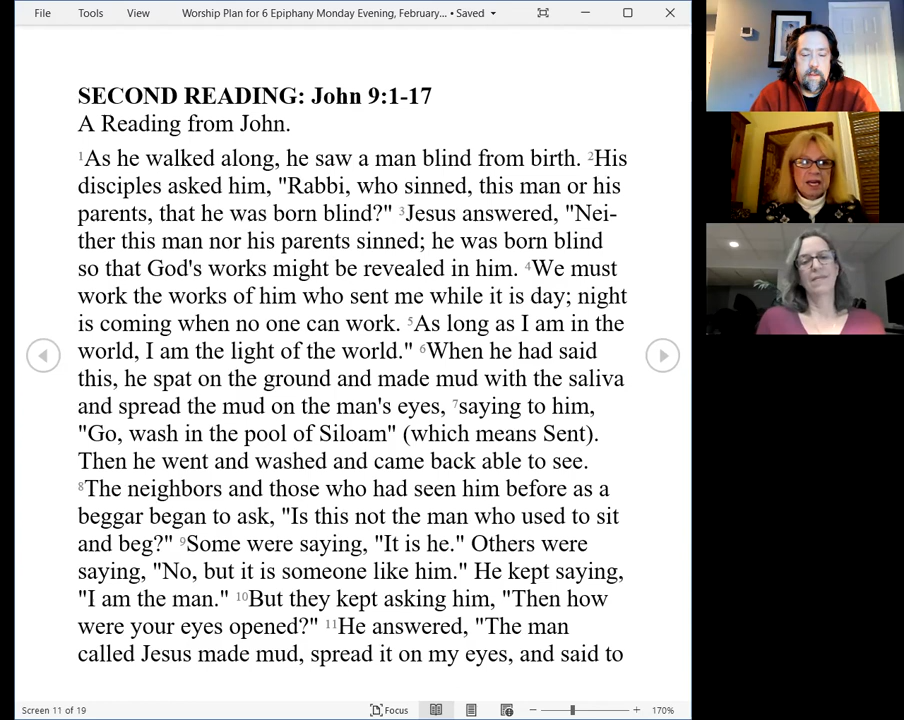 File Tools Worship Plan for 6 Epiphany Monday Evening, February... • Saved
SECOND READING: John 9:1-17
A Reading from John.
1As he walked along, he saw a man blind from birth. 2His
disciples asked him, "Rabbi, who sinned, this man or his
parents, that he was born blind?" 3Jesus answered, "Nei-
ther this man nor his parents sinned; he was born blind
so that God's works might be revealed in him. 4We must
work the works of him who sent me while it is day; night
is coming when no one can work. 5As long as I am in the
world, I am the light of the world." 6When he had said
this, he spat on the ground and made mud with the saliva
and spread the mud on the man's eyes, 7saying to him,
"Go, wash in the pool of Siloam" (which means Sent).
Then he went and washed and came back able to see.
8The neighbors and those who had seen him before as a
beggar began to ask, "Is this not the man who used to sit
and beg?" 9Some were saying, "It is he." Others were
saying, "No, but it is someone like him." He kept saying,
"I am the man." 10But they kept asking him, "Then how
were your eyes opened?" 11He answered, "The man
called Jesus made mud, spread it on my eyes, and said to
Screen 11 of 19 Focus 170%